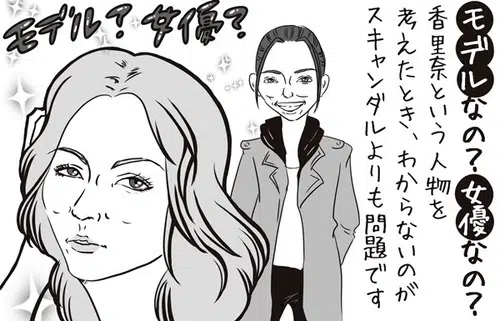 モデル?女優?
モデルなの?女優なの?
香里奈という人物を
考えたとき、わからないのが
スキャンダルよりも問題です